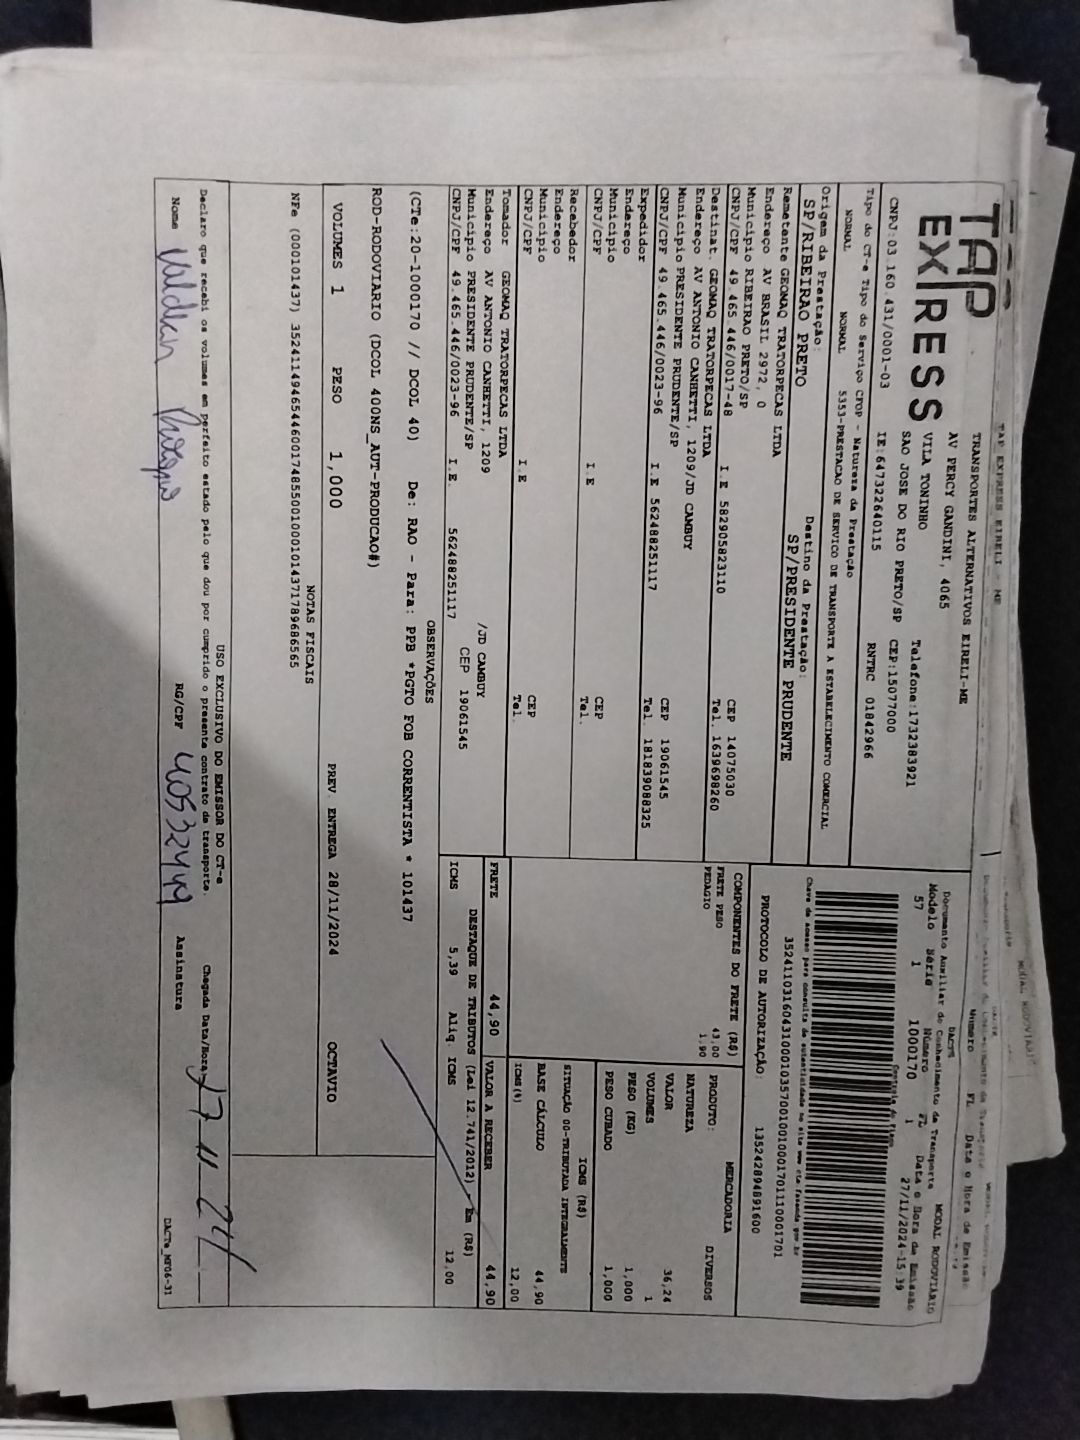 TAP EXPRESS EIRELI - ME
TAP
EXPRESS
TRANSPORTES ALTERNATIVOS EIRELI-ME
AV PERCY GANDINI, 4065
VILA TONINHO Telefone:1732383921
SAO JOSE DO RIO PRETO/SP CEP:15077000
CNPJ:03.160.431/0001-03 IE:647322640115 RNTRC 01842966
Tipo do CT-e Tipo do Serviço CFOP - Natureza da Prestação
NORMAL NORMAL 5353-PRESTACAO DE SERVICO DE TRANSPORTE A ESTABELECIMENTO COMERCIAL
Origem da Prestação: Destino da Prestação:
SP/RIBEIRAO PRETO SP/PRESIDENTE PRUDENTE
Remetente GEOMAQ TRATORPECAS LTDA
Endereço AV BRASIL 2972, 0
Municipio RIBEIRAO PRETO/SP CEP 14075030
CNPJ/CPF 49.465.446/0017-48 I.E 582905823110 Tel. 1639698260
Destinat. GEOMAQ TRATORPECAS LTDA
Endereço AV ANTONIO CANHETTI, 1209/JD CAMBUY
Municipio PRESIDENTE PRUDENTE/SP CEP 19061545
CNPJ/CPF 49.465.446/0023-96 I.E 562488251117 Tel. 181839088325
Expedidor
Endereço
Municipio CEP
CNPJ/CPF I.E Tel.
Recebedor
Endereço
Municipio CEP
CNPJ/CPF I.E Tel.
Tomador GEOMAQ TRATORPECAS LTDA
Endereço AV ANTONIO CANHETTI, 1209 /JD CAMBUY
Municipio PRESIDENTE PRUDENTE/SP CEP 19061545
CNPJ/CPF 49.465.446/0023-96 I.E. 562488251117
DACTE
Documento Auxiliar do Conhecimento de Transporte MODAL RODOVIÁRIO
Modelo Serie Número FL Data e Hora de Emissão
57 1 1000170 1 27/11/2024-15:39
Controle do Fisco
Chave de acesso para consulta de autenticidade no site www.cte.fazenda.gov.br
35241103160431000103570010010001701110001701
PROTOCOLO DE AUTORIZAÇÃO: 135242894891600
COMPONENTES DO FRETE (R$)
FRETE PESO 43,00
PEDAGIO 1,90
MERCADORIA
PRODUTO: DIVERSOS
NATUREZA
VALOR 36,24
VOLUMES 1
PESO (KG) 1,000
PESO CUBADO 1,000
ICMS (R$)
SITUAÇÃO 00-TRIBUTADA INTEGRALMENTE
BASE CÁLCULO 44,90
ICMS(%) 12,00
FRETE 44,90 VALOR A RECEBER 44,90
DESTAQUE DE TRIBUTOS (Lei 12.741/2012) - Em (R$)
ICMS 5,39 Aliq. ICMS 12,00
OBSERVAÇÕES
(CTe:20-1000170 // DCOL 40) De: RAO - Para: PPB *PGTO FOB CORRENTISTA * 101437
ROD-RODOVIARIO (DCOL 400NS_AUT-PRODUCAO#)
VOLUMES 1 PESO 1,000 PREV. ENTREGA 28/11/2024 OCTAVIO
NOTAS FISCAIS
NFe (000101437) 35241149465446001748550010001014371789686565
USO EXCLUSIVO DO EMISSOR DO CT-e
Declaro que recebi os volumes em perfeito estado pelo que dou por cumprido o presente contrato de transporte. Chegada Data/Hora 11 24
Nome RG/CPF 405324449 Assinatura
DACTe_MT06-31